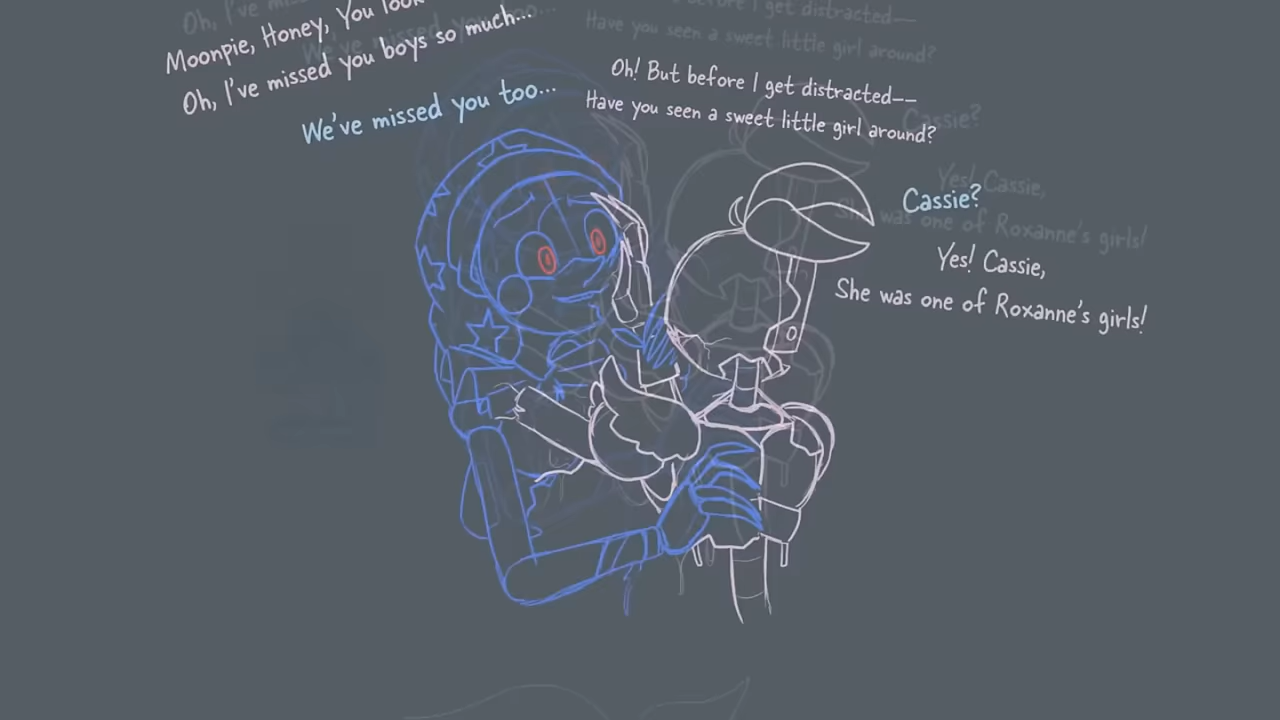 Moonpie, Honey, You look
Oh, I've missed you boys so much...
We've missed you too...
Oh! But before I get distracted--
Have you seen a sweet little girl around?
Cassie?
Yes! Cassie,
She was one of Roxanne's girls!